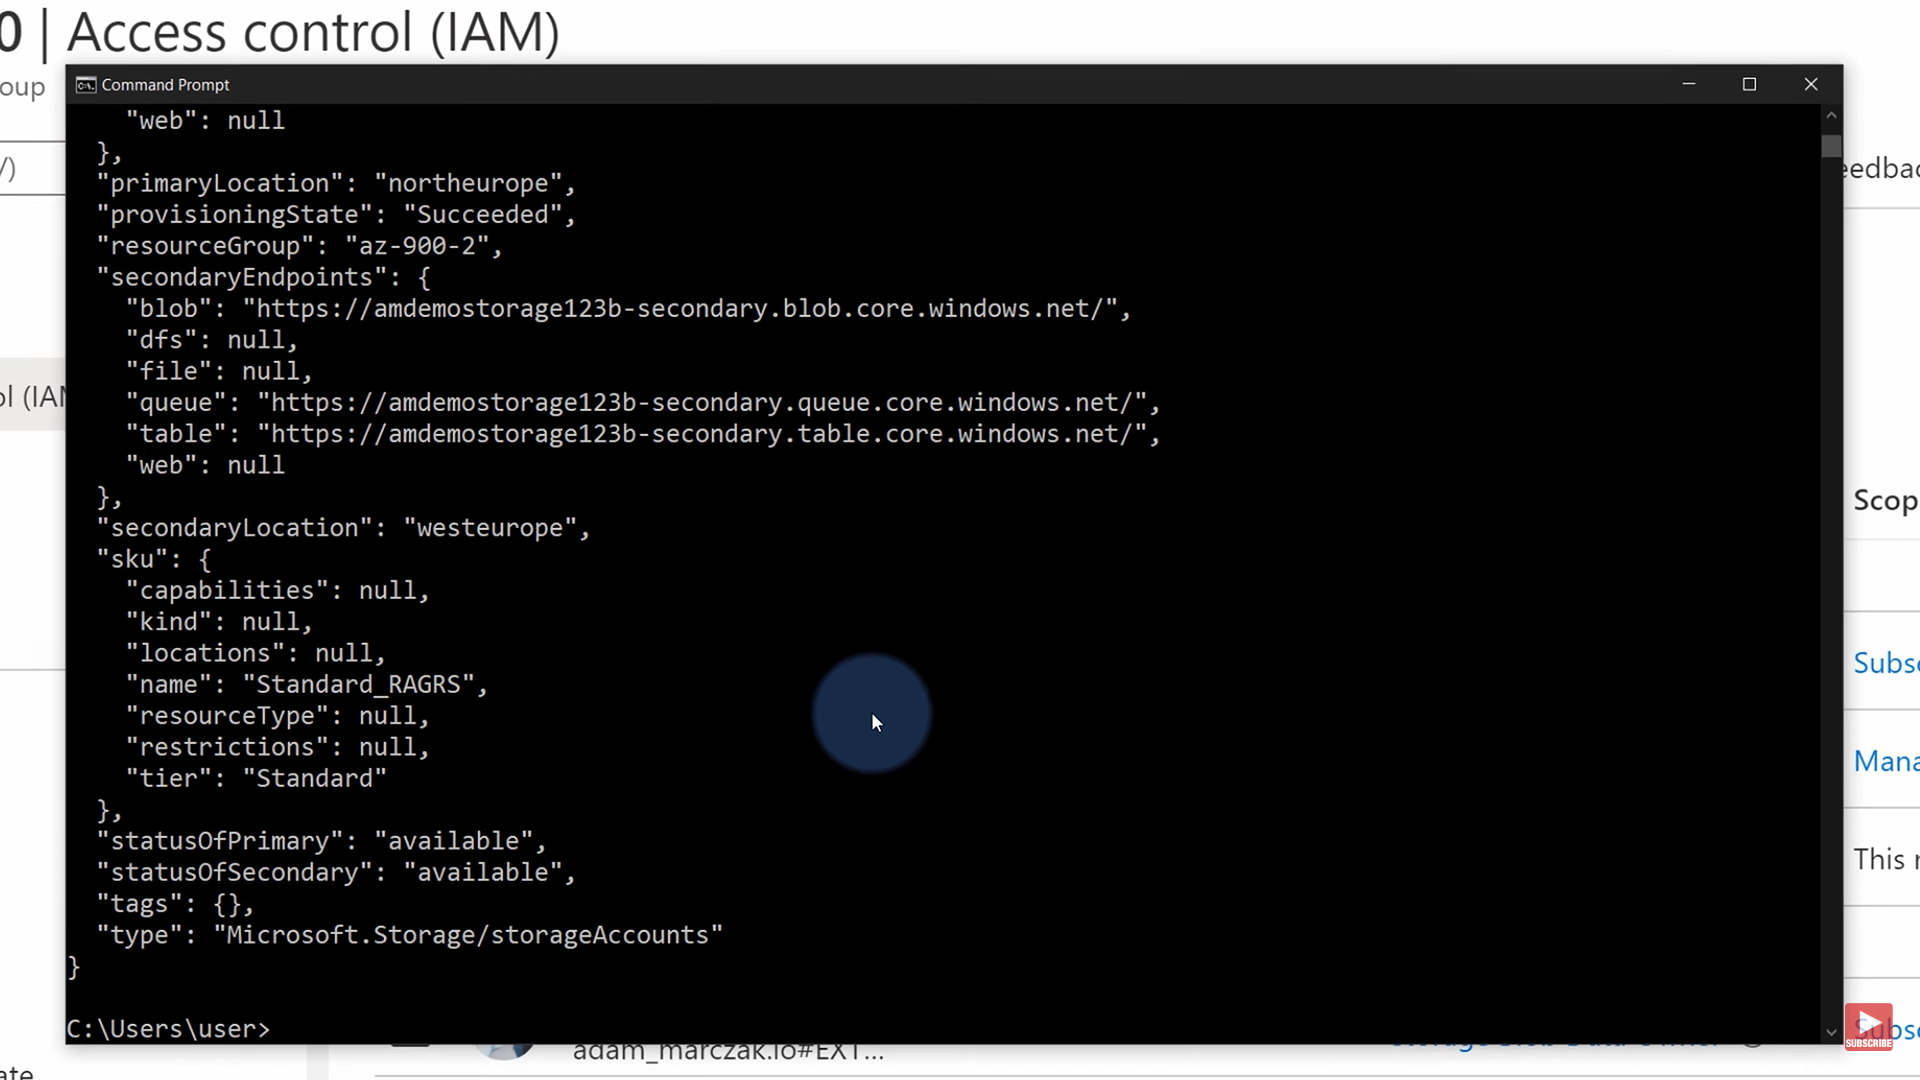 0 | Access control (IAM)
oup
Command Prompt
"web": null
},
/)
"primaryLocation": "northeurope",
"provisioningState": "Succeeded",
"resourceGroup": "az-900-2",
"secondaryEndpoints": {
"blob": "https://amdemostorage123b-secondary.blob.core.windows.net/",
"dfs": null,
"file": null,
"queue": "https://amdemostorage123b-secondary.queue.core.windows.net/",
"table": "https://amdemostorage123b-secondary.table.core.windows.net/",
"web": null
},
"secondaryLocation": "westeurope",
"sku": {
"capabilities": null,
"kind": null,
"locations": null,
"name": "Standard_RAGRS",
"resourceType": null,
"restrictions": null,
"tier": "Standard"
},
"statusOfPrimary": "available",
"statusOfSecondary": "available",
"tags": {},
"type": "Microsoft.Storage/storageAccounts"
}
C:\Users\user>
ol (IAM
eedbac
Scop
Subsc
Mana
This r
Subsc
SUBSCRIBE
adam_marczak.io#EXT...
ate